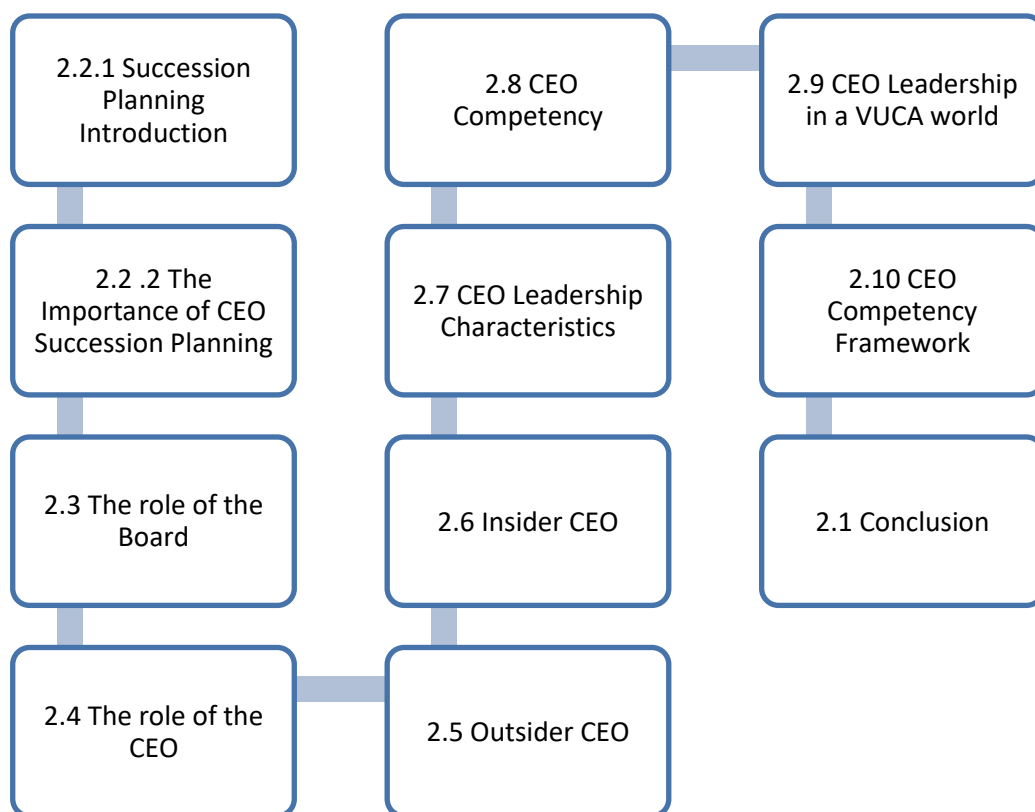 2.2.1 Succession
Planning
Introduction
2.2 .2 The
Importance of CEO
Succession Planning
2.3 The role of the
Board
2.4 The role of the
CEO
2.5 Outsider CEO
2.6 Insider CEO
2.7 CEO Leadership
Characteristics
2.8 CEO
Competency
2.9 CEO Leadership
in a VUCA world
2.10 CEO
Competency
Framework
2.1 Conclusion